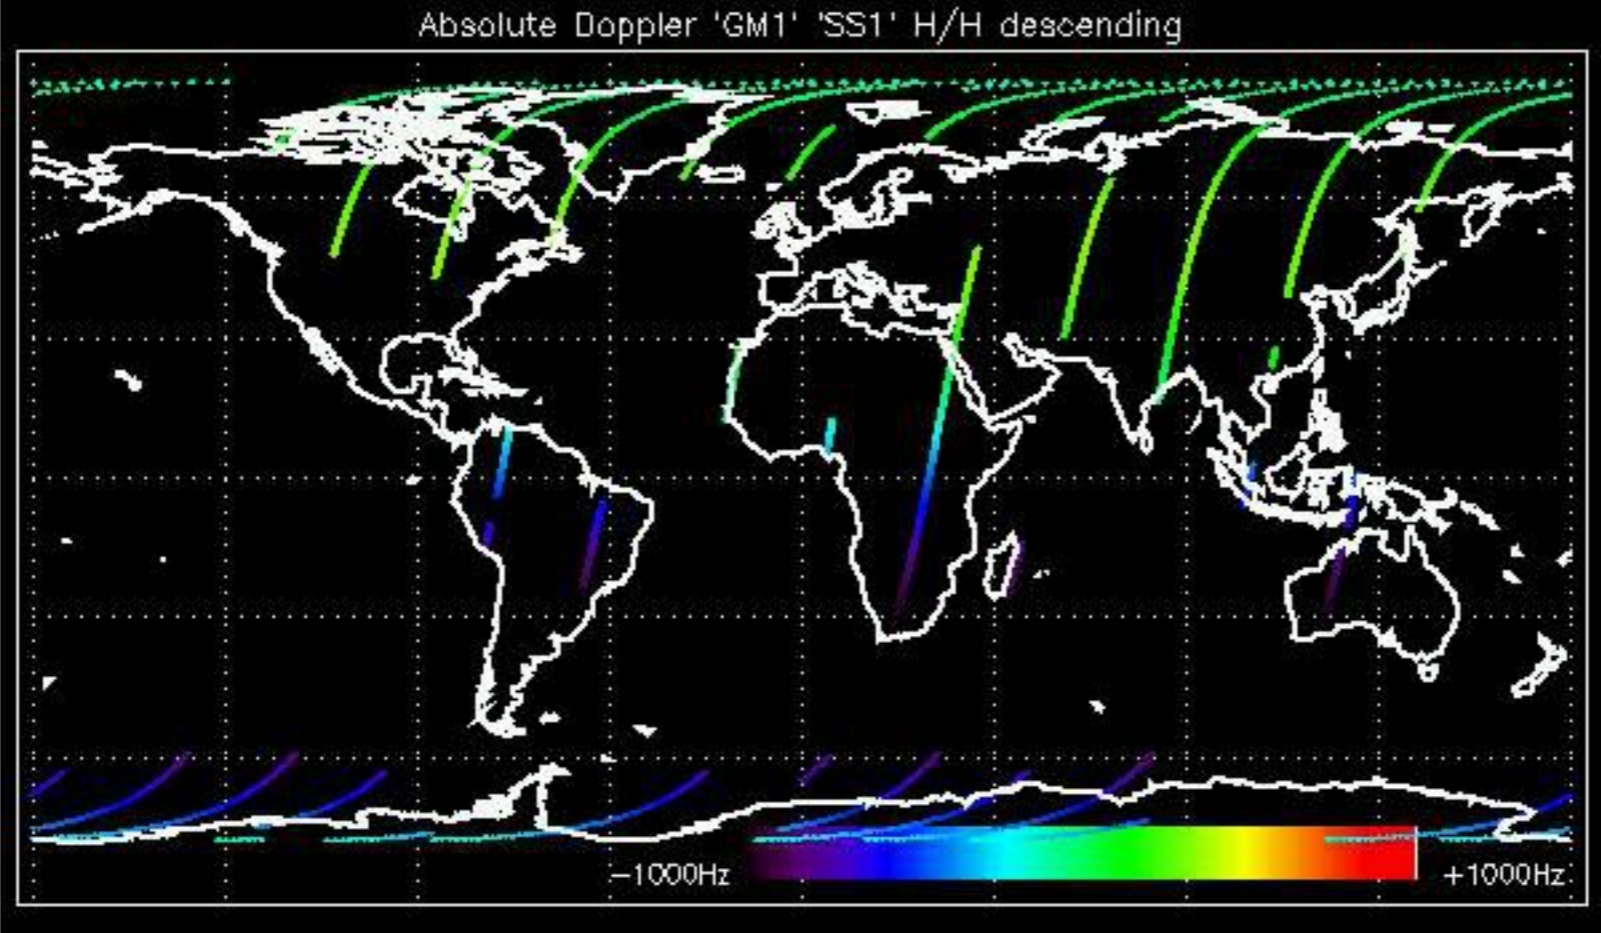 Absolute Doppler 'GM1' 'SS1' H/H descending
−1000Hz
+1000Hz